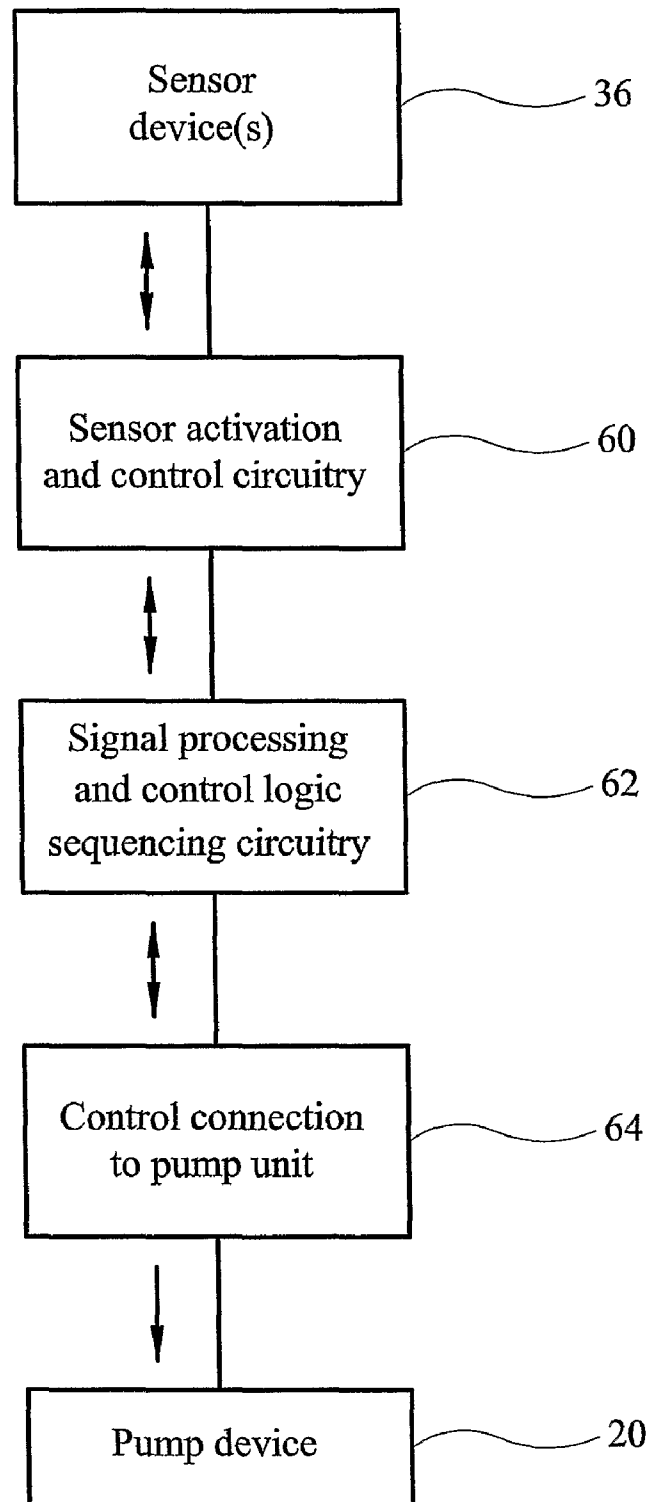 Sensor
device(s)
36
Sensor activation
and control circuitry
60
Signal processing
and control logic
sequencing circuitry
62
Control connection
to pump unit
64
Pump device
20